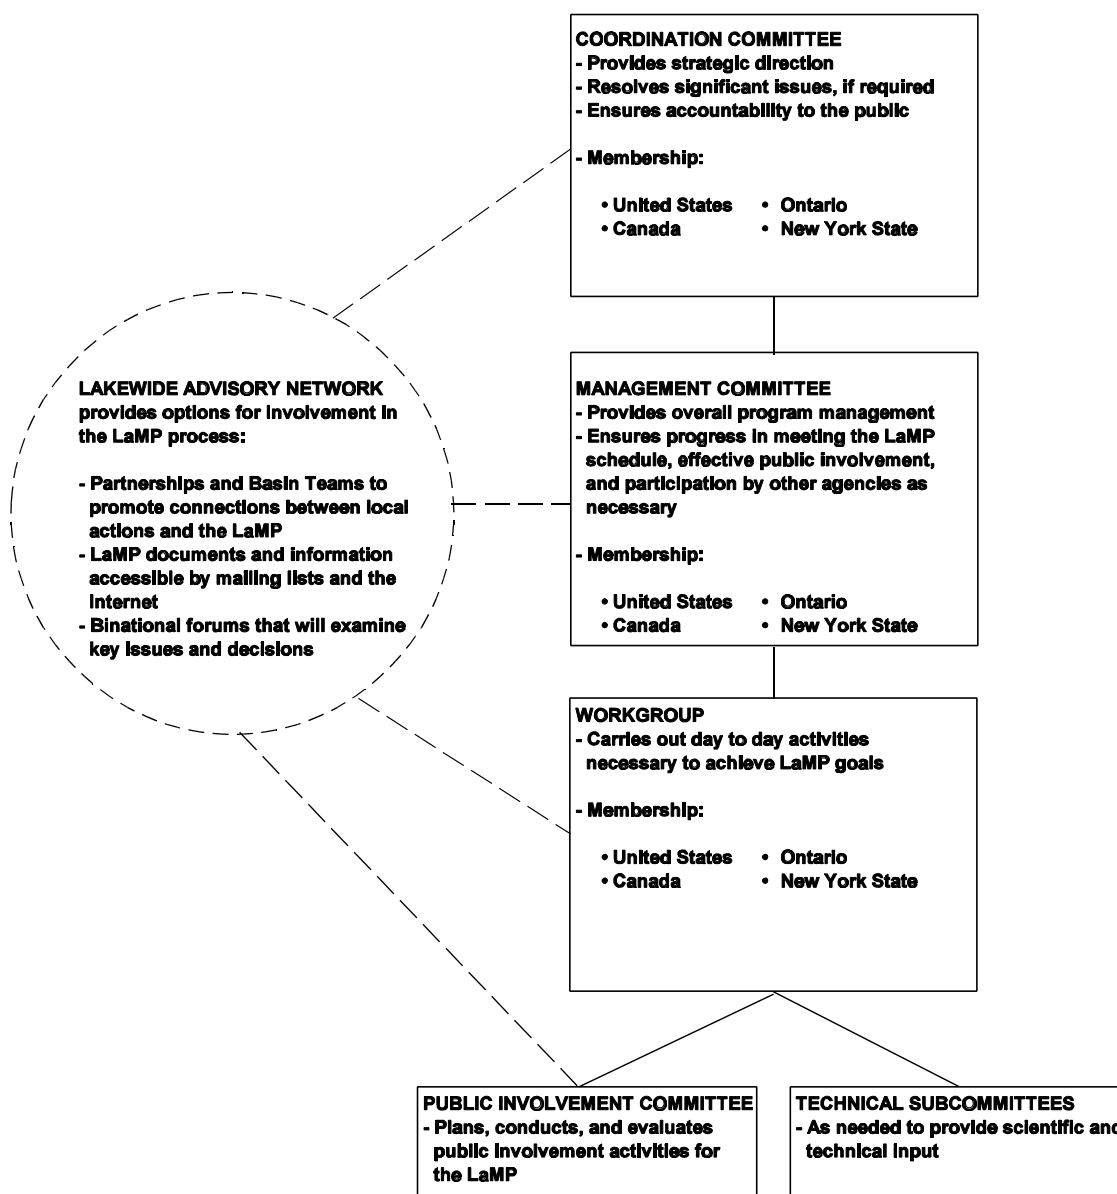 COORDINATION COMMITTEE
- Provides strategic direction
- Resolves significant issues, if required
- Ensures accountability to the public
- Membership:
• United States • Ontario
• Canada • New York State
LAKEWIDE ADVISORY NETWORK
provides options for involvement in
the LaMP process:
- Partnerships and Basin Teams to
promote connections between local
actions and the LaMP
- LaMP documents and information
accessible by mailing lists and the
internet
- Binational forums that will examine
key issues and decisions
MANAGEMENT COMMITTEE
- Provides overall program management
- Ensures progress in meeting the LaMP
schedule, effective public involvement,
and participation by other agencies as
necessary
- Membership:
• United States • Ontario
• Canada • New York State
WORKGROUP
- Carries out day to day activities
necessary to achieve LaMP goals
- Membership:
• United States • Ontario
• Canada • New York State
PUBLIC INVOLVEMENT COMMITTEE
- Plans, conducts, and evaluates
public involvement activities for
the LaMP
TECHNICAL SUBCOMMITTEES
- As needed to provide scientific and
technical input